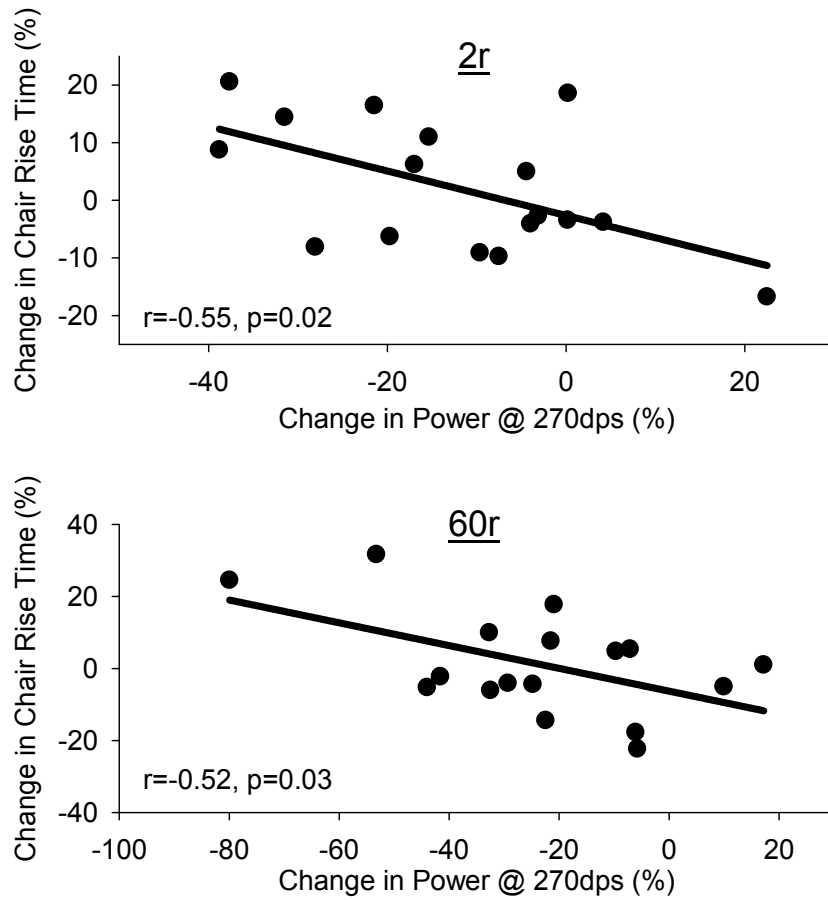 2r
Change in Chair Rise Time (%)
20
10
0
-10
-20
r=-0.55, p=0.02
-40 -20 0 20
Change in Power @ 270dps (%)
60r
Change in Chair Rise Time (%)
40
20
0
-20
-40
r=-0.52, p=0.03
-100 -80 -60 -40 -20 0 20
Change in Power @ 270dps (%)